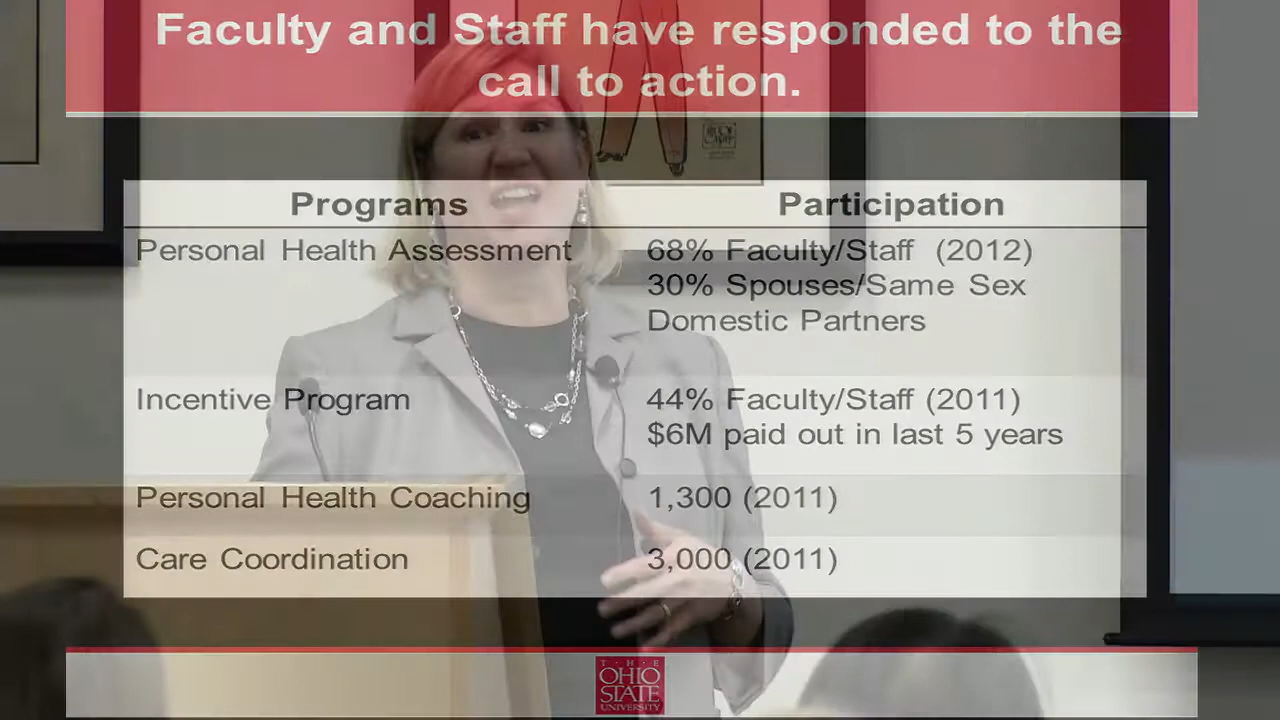 Faculty and Staff have responded to the
call to action.
Programs Participation
Personal Health Assessment 68% Faculty/Staff (2012)
30% Spouses/Same Sex
Domestic Partners
Incentive Program 44% Faculty/Staff (2011)
$6M paid out in last 5 years
Personal Health Coaching 1,300 (2011)
Care Coordination 3,000 (2011)
T · H · E
OHIO
STATE
UNIVERSITY